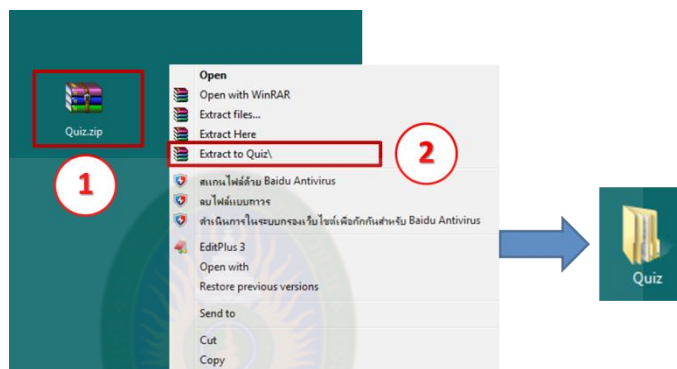 Quiz.zip
1
Open
Open with WinRAR
Extract files...
Extract Here
Extract to Quiz\
2
สแกนไฟล์ด้วย Baidu Antivirus
ลบไฟล์แบบถาวร
ดำเนินการในระบบกรองเว็บไซต์เพื่อกักกันสำหรับ Baidu Antivirus
EditPlus 3
Open with
Restore previous versions
Send to
Cut
Copy
Quiz